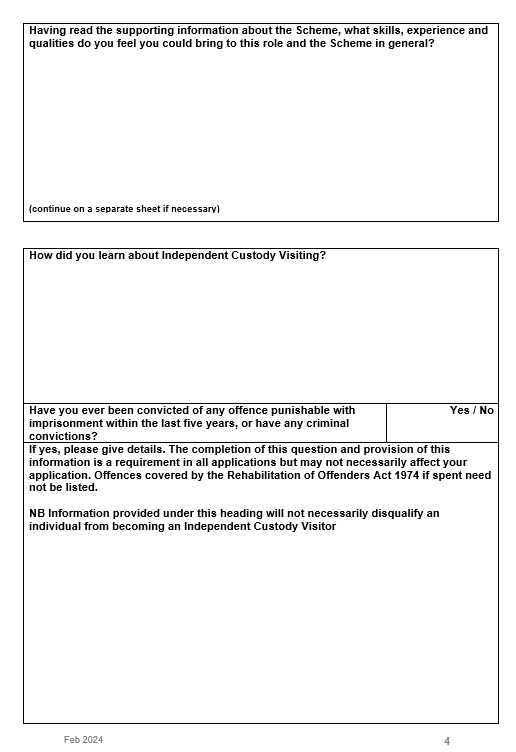 Having read the supporting information about the Scheme, what skills, experience and
qualities do you feel you could bring to this role and the Scheme in general?
(continue on a separate sheet if necessary)
How did you learn about Independent Custody Visiting?
Have you ever been convicted of any offence punishable with
imprisonment within the last five years, or have any criminal
convictions?
Yes / No
If yes, please give details. The completion of this question and provision of this
information is a requirement in all applications but may not necessarily affect your
application. Offences covered by the Rehabilitation of Offenders Act 1974 if spent need
not be listed.
NB Information provided under this heading will not necessarily disqualify an
individual from becoming an Independent Custody Visitor
Feb 2024
4